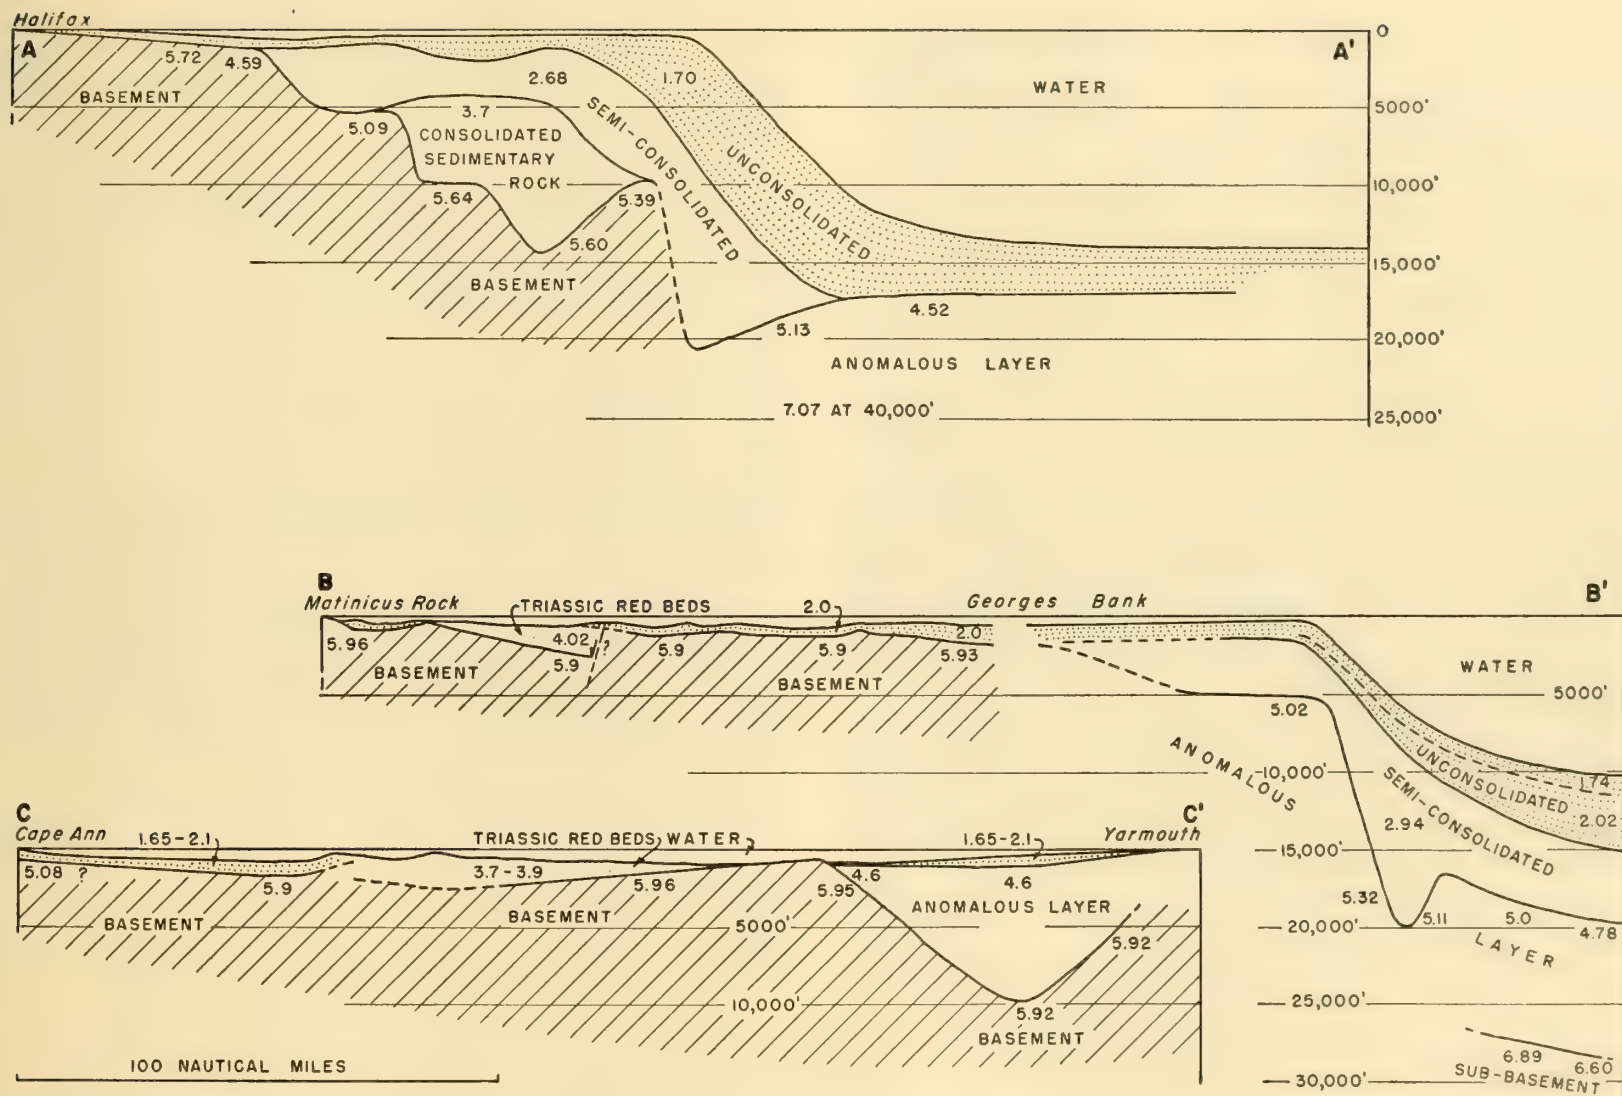 Halifax
A
A'
0
5.72
4.59
2.68
1.70
WATER
BASEMENT
5000'
3.7
5.09
CONSOLIDATED
SEDIMENTARY
ROCK
SEMI-CONSOLIDATED
UNCONSOLIDATED
10,000'
5.64
5.39
5.60
BASEMENT
15,000'
4.52
5.13
20,000'
ANOMALOUS LAYER
7.07 AT 40,000'
25,000'
B
B'
Matinicus Rock
TRIASSIC RED BEDS
2.0
Georges Bank
5.96
4.02
?
5.9
5.9
5.9
2.0
5.93
BASEMENT
BASEMENT
WATER
5000'
5.02
ANOMALOUS
10,000'
UNCONSOLIDATED
1.74
2.02
SEMI-CONSOLIDATED
2.94
15,000'
5.32
5.11
5.0
4.78
20,000'
LAYER
25,000'
6.89
6.60
SUB-BASEMENT
30,000'
C
C'
Cape Ann
1.65-2.1
TRIASSIC RED BEDS
WATER
1.65-2.1
Yarmouth
5.08 ?
5.9
3.7-3.9
5.96
5.95
4.6
4.6
BASEMENT
BASEMENT
ANOMALOUS LAYER
5000'
5.92
10,000'
5.92
BASEMENT
100 NAUTICAL MILES